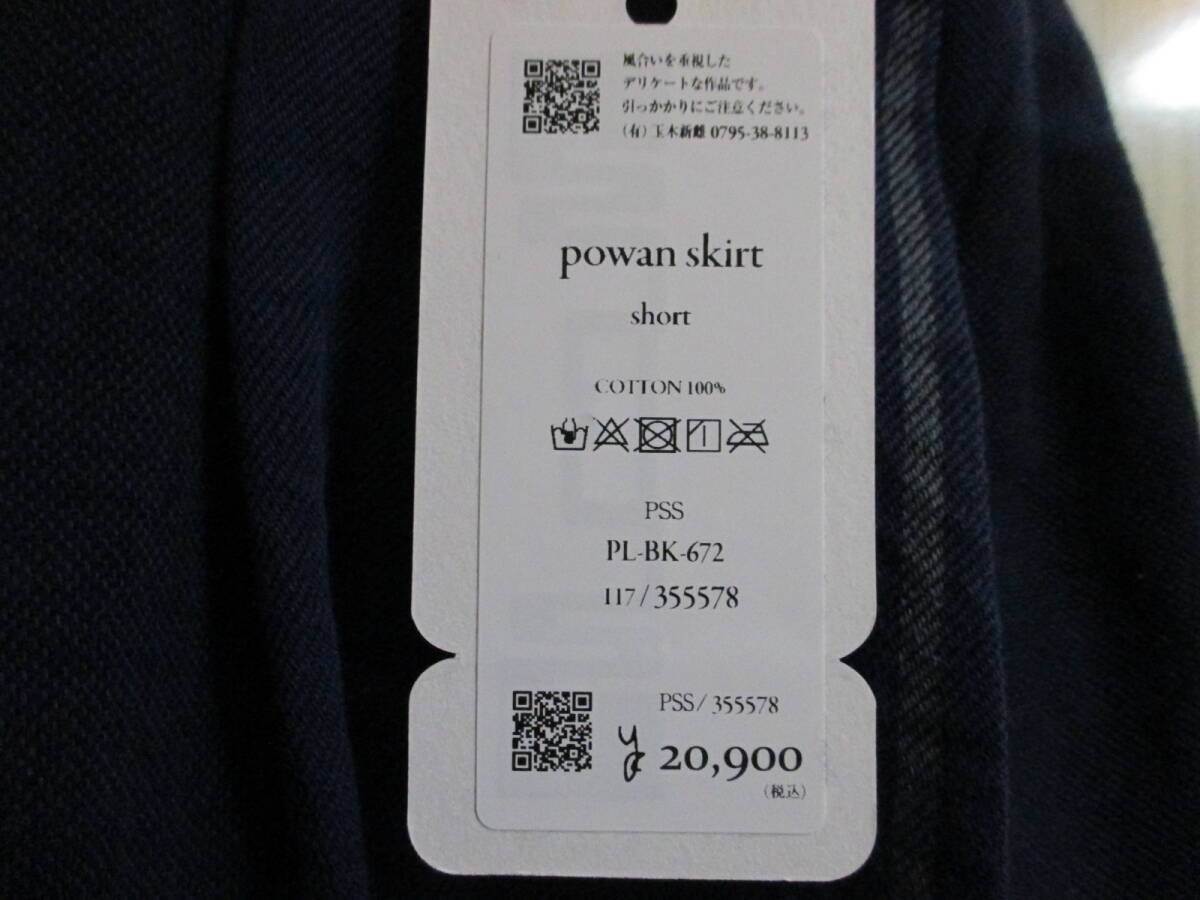 風合いを重視した
デリケートな作品です。
引っかかりにご注意ください。
(有) 玉木新雌 0795-38-8113
powan skirt
short
COTTON 100%
PSS
PL-BK-672
117 / 355578
PSS/ 355578
¥ 20,900
(税込)